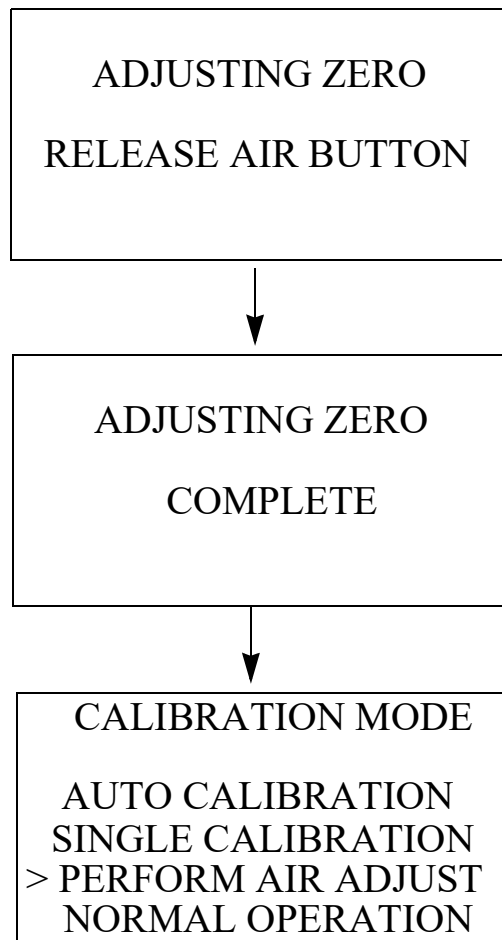 ADJUSTING ZERO
RELEASE AIR BUTTON
ADJUSTING ZERO
COMPLETE
CALIBRATION MODE
AUTO CALIBRATION
SINGLE CALIBRATION
> PERFORM AIR ADJUST
NORMAL OPERATION